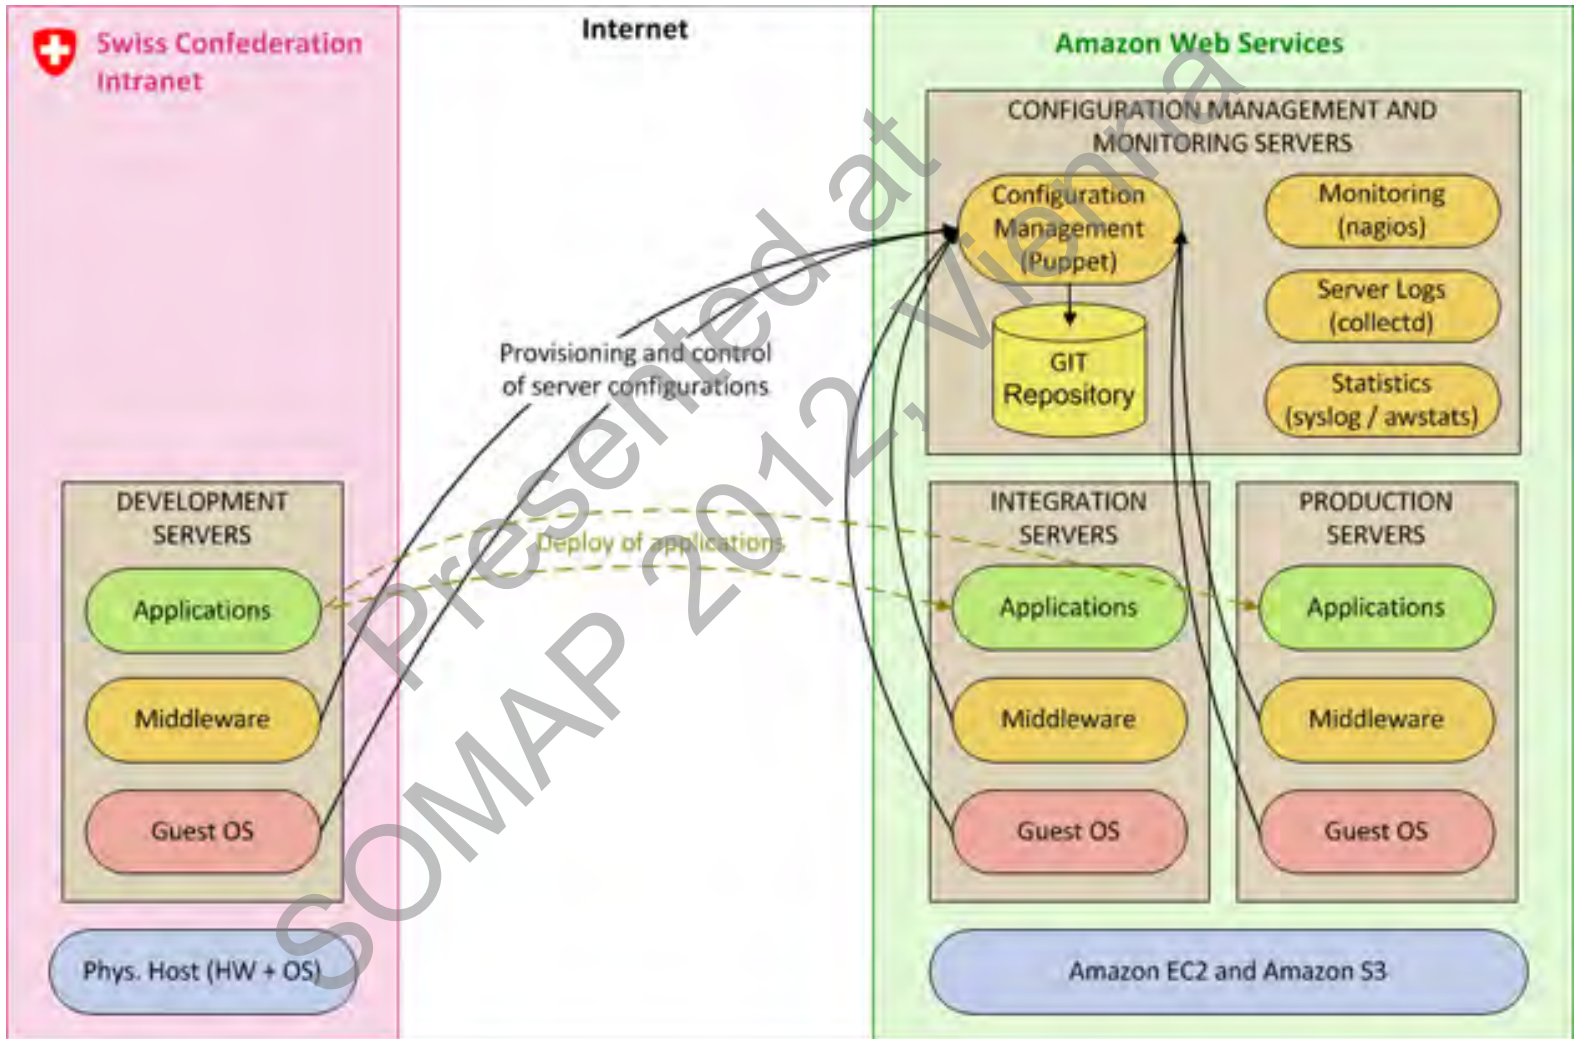 Swiss Confederation
Intranet
Internet
Amazon Web Services
CONFIGURATION MANAGEMENT AND
MONITORING SERVERS
Configuration
Management
(Puppet)
GIT
Repository
Monitoring
(nagios)
Server Logs
(collectd)
Statistics
(syslog / awstats)
Provisioning and control
of server configurations
Deploy of applications
DEVELOPMENT
SERVERS
Applications
Middleware
Guest OS
Phys. Host (HW + OS)
INTEGRATION
SERVERS
Applications
Middleware
Guest OS
PRODUCTION
SERVERS
Applications
Middleware
Guest OS
Amazon EC2 and Amazon S3
Presented at
SOMAP 2012, Vienna